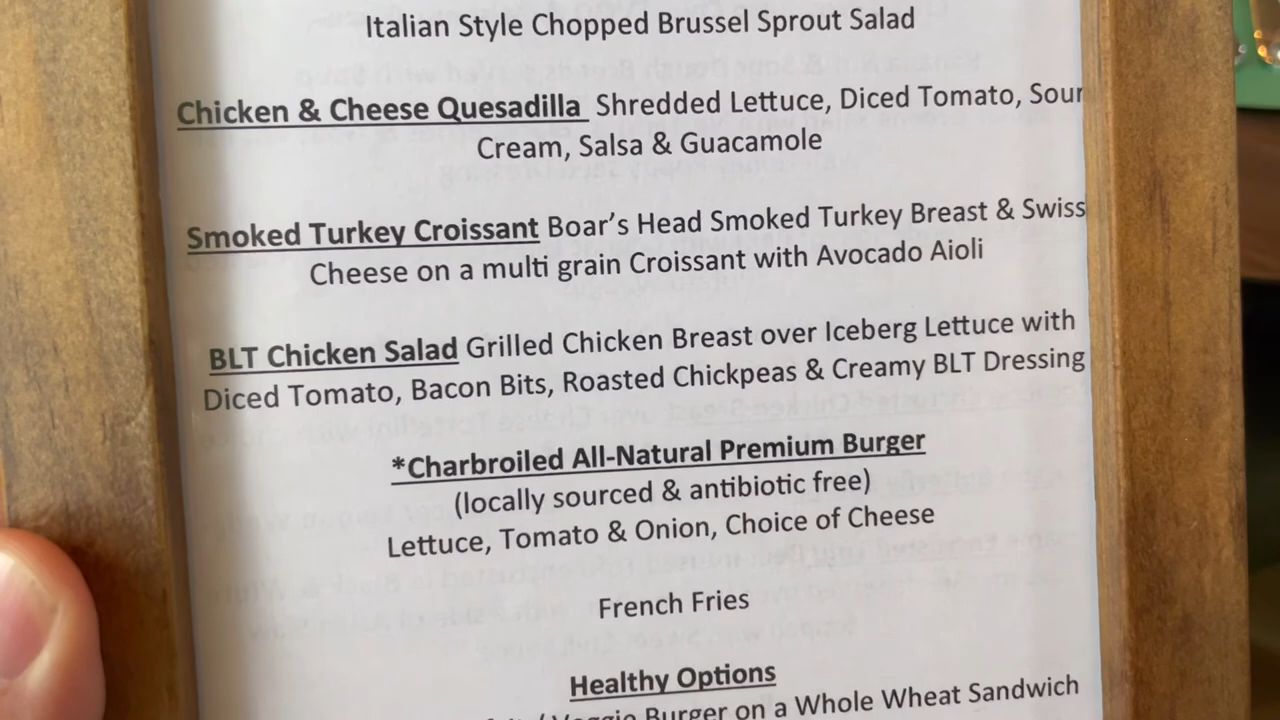 Italian Style Chopped Brussel Sprout Salad
Chicken & Cheese Quesadilla Shredded Lettuce, Diced Tomato, Sour
Cream, Salsa & Guacamole
Smoked Turkey Croissant Boar's Head Smoked Turkey Breast & Swiss
Cheese on a multi grain Croissant with Avocado Aioli
BLT Chicken Salad Grilled Chicken Breast over Iceberg Lettuce with
Diced Tomato, Bacon Bits, Roasted Chickpeas & Creamy BLT Dressing
*Charbroiled All-Natural Premium Burger
(locally sourced & antibiotic free)
Lettuce, Tomato & Onion, Choice of Cheese
French Fries
Healthy Options
Veggie Burger on a Whole Wheat Sandwich